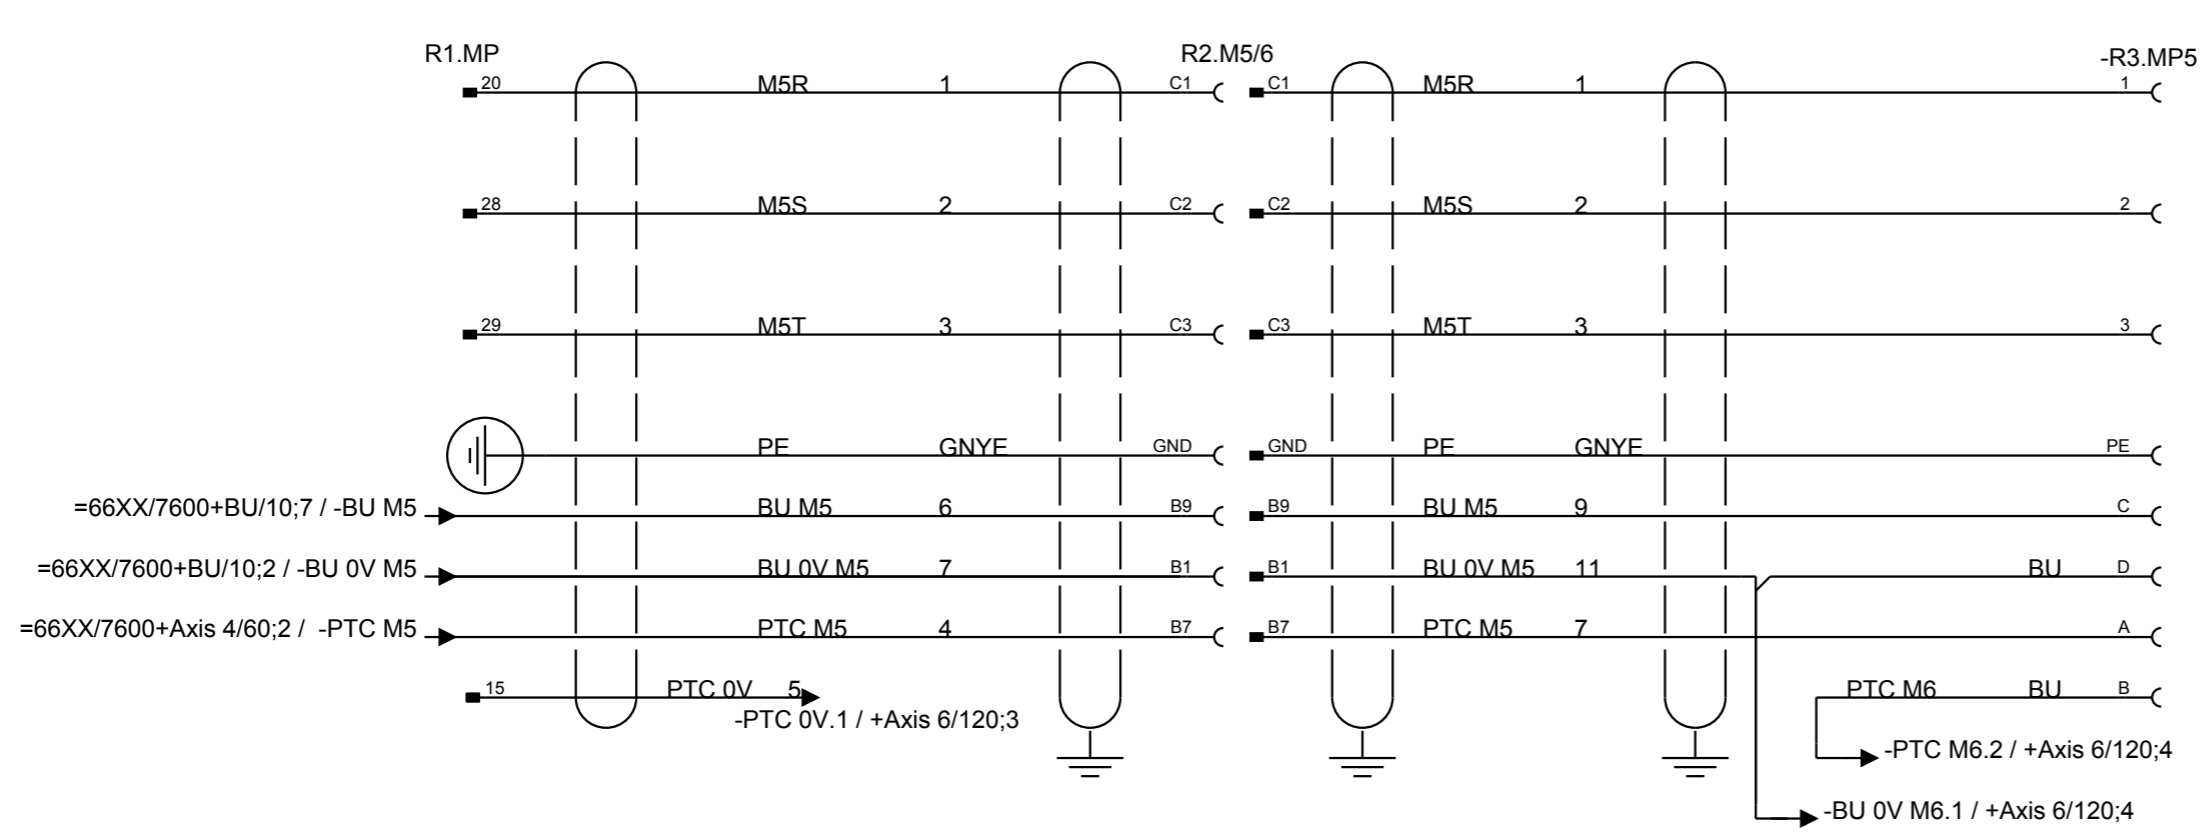 R1.MP R2.M5/6 -R3.MP5
20 M5R 1 C1 C1 M5R 1 1
28 M5S 2 C2 C2 M5S 2 2
29 M5T 3 C3 C3 M5T 3 3
PE GNYE GND GND PE GNYE PE
=66XX/7600+BU/10;7 / -BU M5 BU M5 6 B9 B9 BU M5 9 C
=66XX/7600+BU/10;2 / -BU 0V M5 BU 0V M5 7 B1 B1 BU 0V M5 11 BU D
=66XX/7600+Axis 4/60;2 / -PTC M5 PTC M5 4 B7 B7 PTC M5 7 A
15 PTC 0V 5 PTC M6 BU B
-PTC 0V.1 / +Axis 6/120;3
-PTC M6.2 / +Axis 6/120;4
-BU 0V M6.1 / +Axis 6/120;4